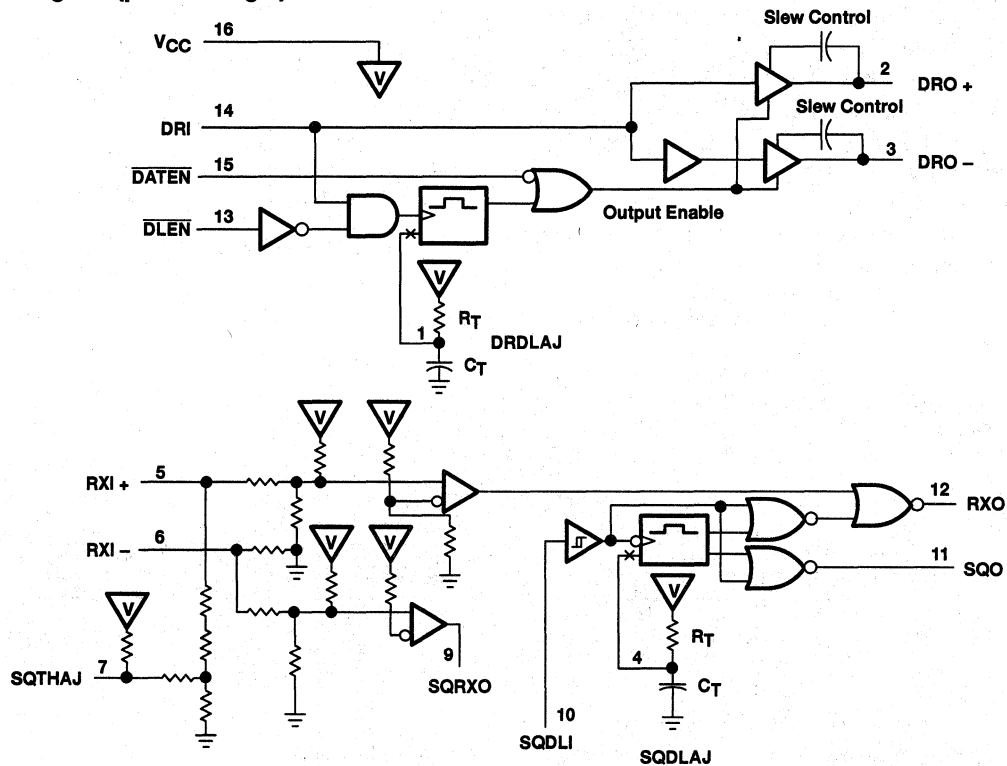 Slew Control
VCC 16
V
2 DRO +
14
DRI
Slew Control
15
DATEN
3 DRO –
13
DLEN
Output Enable
V
RT
1
DRDLAJ
CT
V V
5
RXI +
12
RXO
6
RXI –
V V
11
SQO
V
V
RT
7
SQTHAJ
9
SQRXO
4
CT
10
SQDLI
SQDLAJ